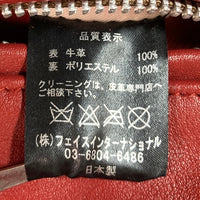 品質表示
表 牛革 100%
裏 ポリエステル 100%
クリーニングは、皮革専門店へ
御相談下さい。
(株)フェイスインターナショナル
03-6804-6486
日本製